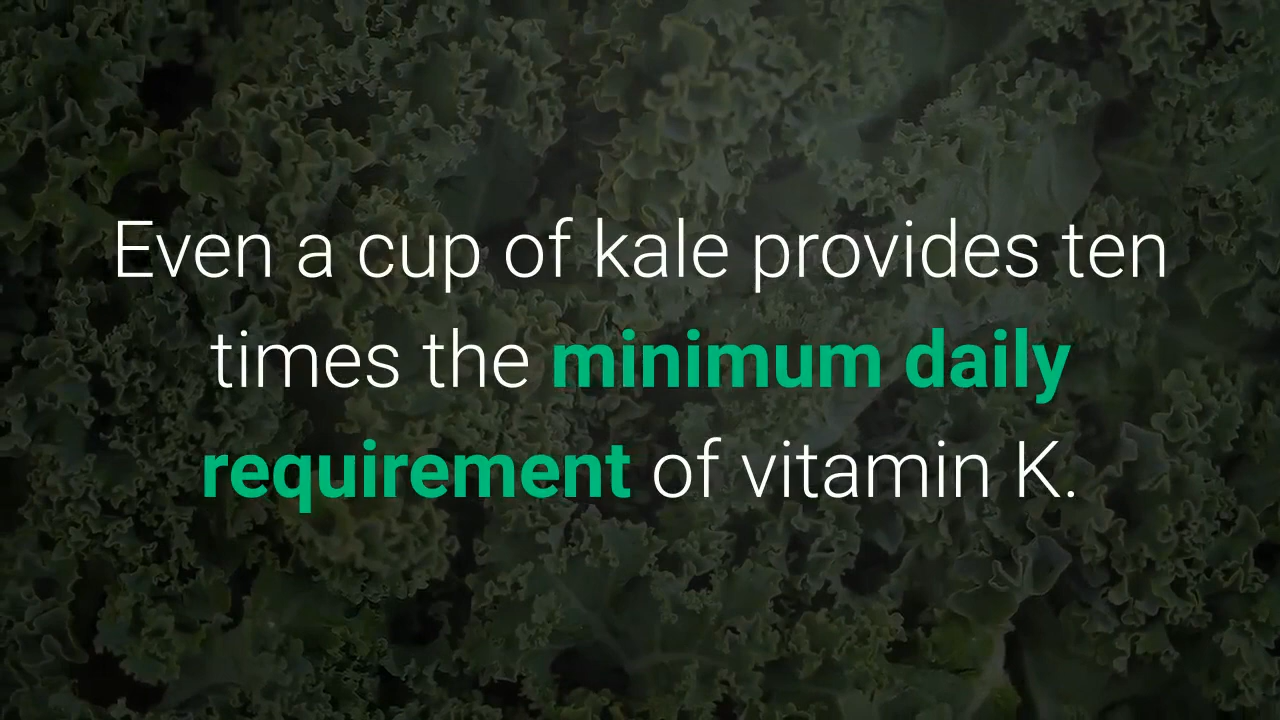 Even a cup of kale provides ten
times the minimum daily
requirement of vitamin K.